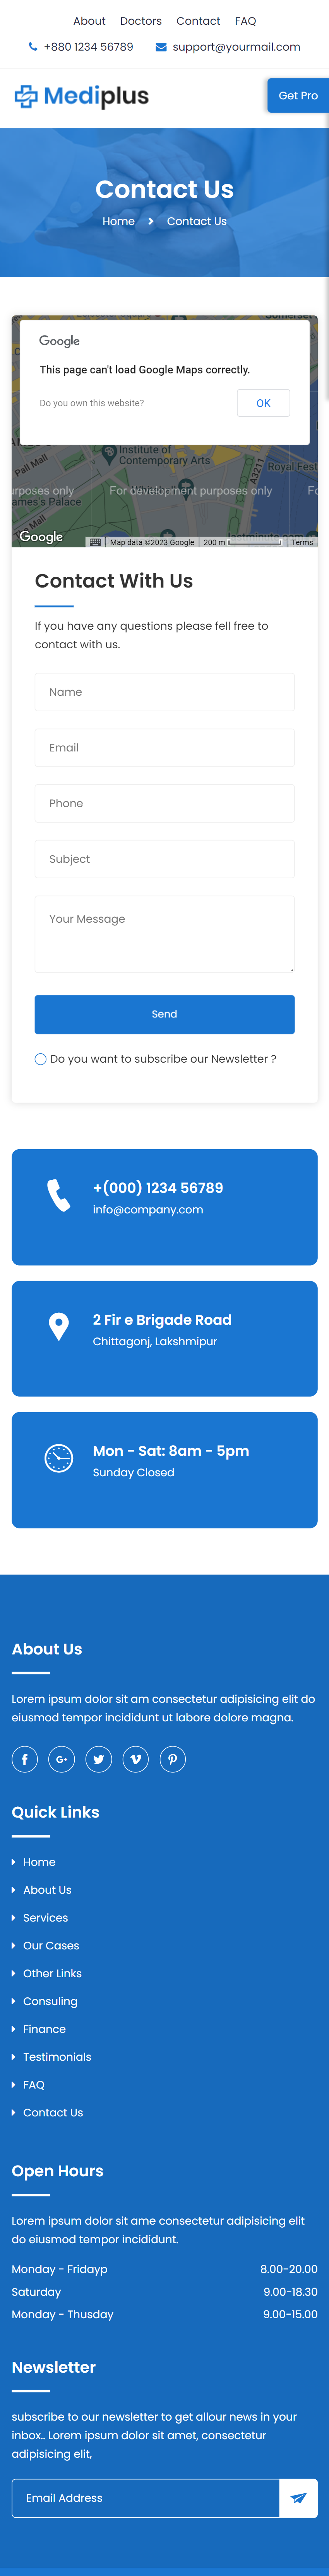 About Doctors Contact FAQ
+880 1234 56789 support@yourmail.com
Mediplus
Get Pro
Contact Us
Home Contact Us
Google
This page can't load Google Maps correctly.
Do you own this website?
OK
Institute of
Contemporary Arts
Pall Mall
A3211
Royal Fest
urposes only For development purposes only
ames's Palace
Google
Map data ©2023 Google 200 m Terms
Contact With Us
If you have any questions please fell free to
contact with us.
Name
Email
Phone
Subject
Your Message
Send
Do you want to subscribe our Newsletter ?
+(000) 1234 56789
info@company.com
2 Fir e Brigade Road
Chittagonj, Lakshmipur
Mon - Sat: 8am - 5pm
Sunday Closed
About Us
Lorem ipsum dolor sit am consectetur adipisicing elit do
eiusmod tempor incididunt ut labore dolore magna.
Quick Links
Home
About Us
Services
Our Cases
Other Links
Consuling
Finance
Testimonials
FAQ
Contact Us
Open Hours
Lorem ipsum dolor sit ame consectetur adipisicing elit
do eiusmod tempor incididunt.
Monday - Fridayp 8.00-20.00
Saturday 9.00-18.30
Monday - Thusday 9.00-15.00
Newsletter
subscribe to our newsletter to get allour news in your
inbox.. Lorem ipsum dolor sit amet, consectetur
adipisicing elit,
Email Address